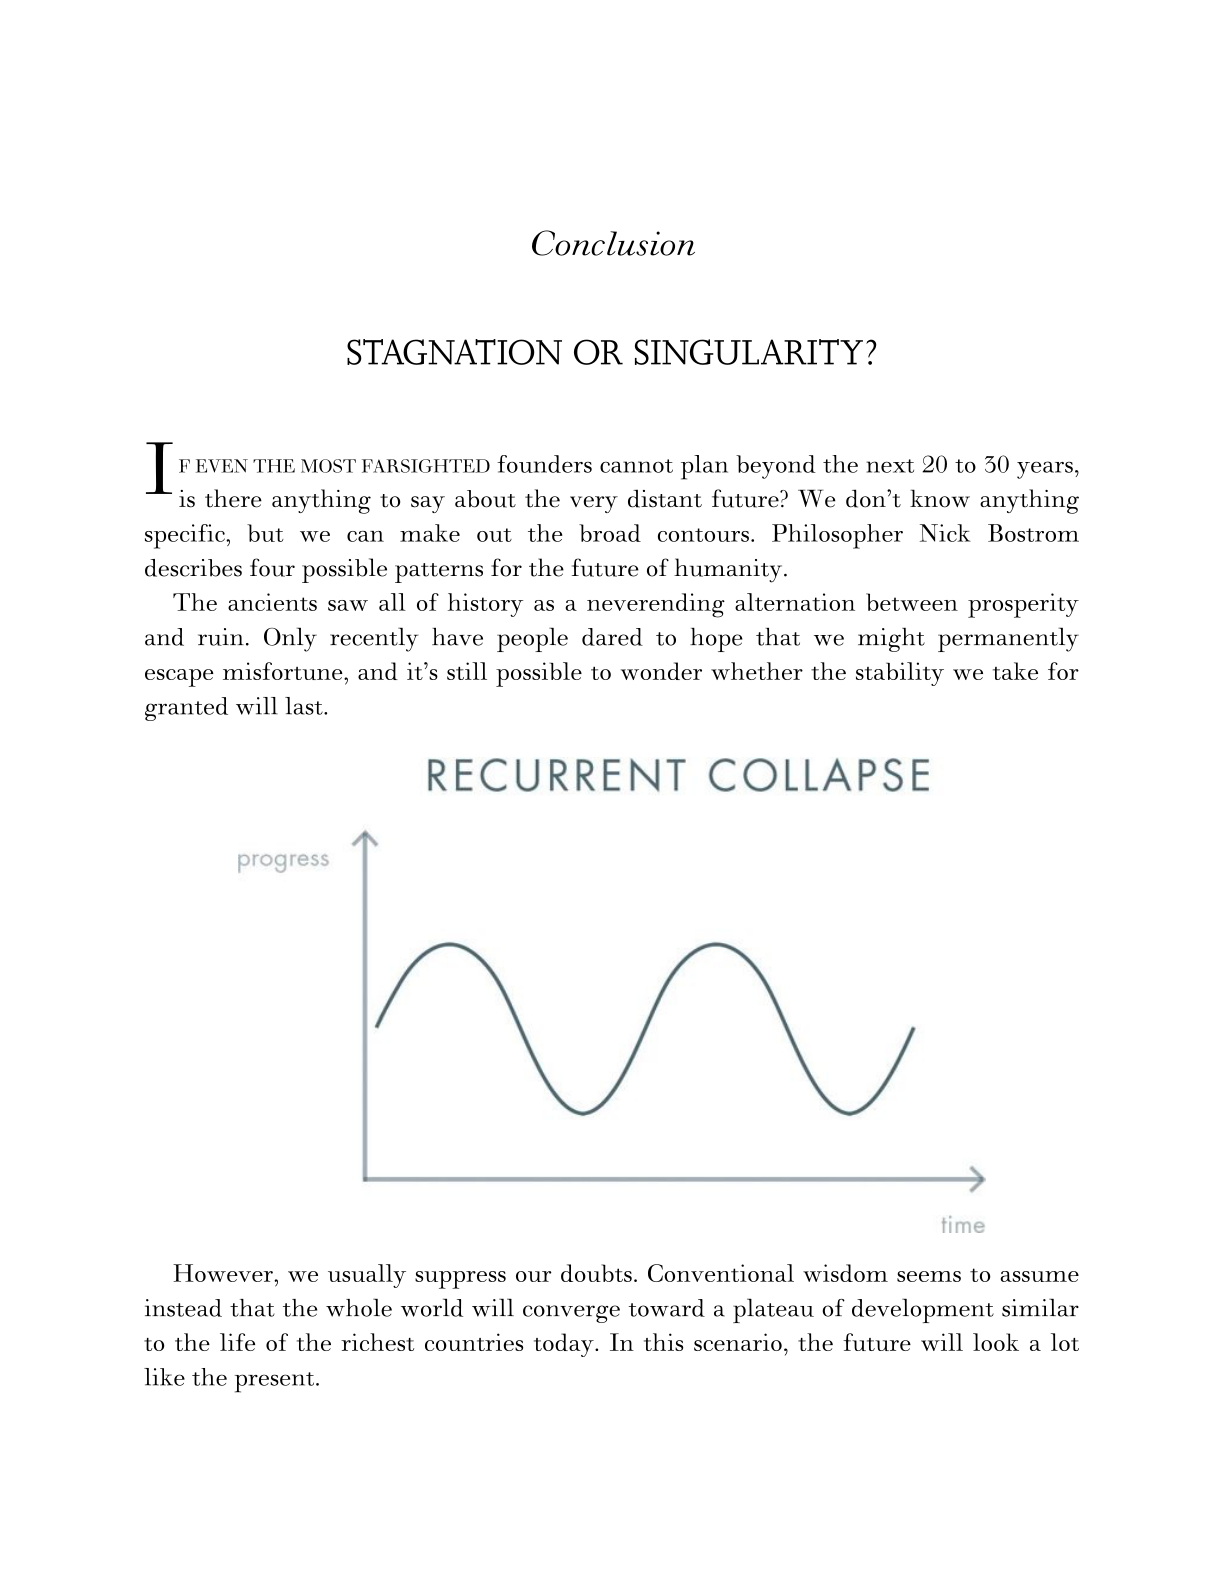 Conclusion
STAGNATION OR SINGULARITY?
IF EVEN THE MOST FARSIGHTED founders cannot plan beyond the next 20 to 30 years,
is there anything to say about the very distant future? We don’t know anything
specific, but we can make out the broad contours. Philosopher Nick Bostrom
describes four possible patterns for the future of humanity.
The ancients saw all of history as a neverending alternation between prosperity
and ruin. Only recently have people dared to hope that we might permanently
escape misfortune, and it’s still possible to wonder whether the stability we take for
granted will last.
RECURRENT COLLAPSE
progress
time
However, we usually suppress our doubts. Conventional wisdom seems to assume
instead that the whole world will converge toward a plateau of development similar
to the life of the richest countries today. In this scenario, the future will look a lot
like the present.